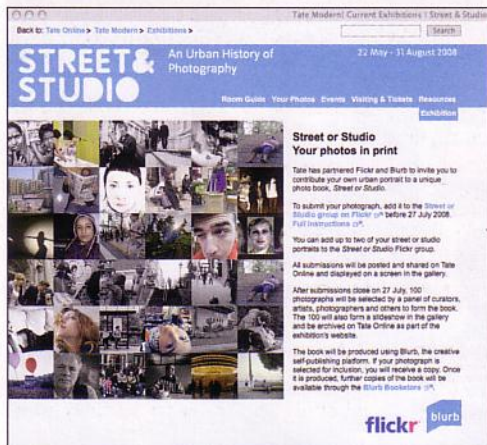 Tate Modern| Current Exhibitions | Street & Studio
Back to: Tate Online > Tate Modern > Exhibitions >
Search
STREET&
STUDIO
An Urban History of
Photography
22 May - 31 August 2008
Room Guide Your Photos Events Visiting & Tickets Resources
Exhibition
Street or Studio
Your photos in print
Tate has partnered Flickr and Blurb to invite you to
contribute your own urban portrait to a unique
photo book, Street or Studio.
To submit your photograph, add it to the Street or
Studio group on Flickr before 27 July 2008.
Full instructions
You can add up to two of your street or studio
portraits to the Street or Studio Flickr group.
All submissions will be posted and shared on Tate
Online and displayed on a screen in the gallery.
After submissions close on 27 July, 100
photographs will be selected by a panel of curators,
artists, photographers and others to form the book.
The 100 will also form a slideshow in the gallery
and be archived on Tate Online as part of the
exhibition's website.
The book will be produced using Blurb, the creative
self-publishing platform. If your photograph is
selected for inclusion, you will receive a copy. Once
it is produced, further copies of the book will be
available through the Blurb Bookstore
flickr blurb